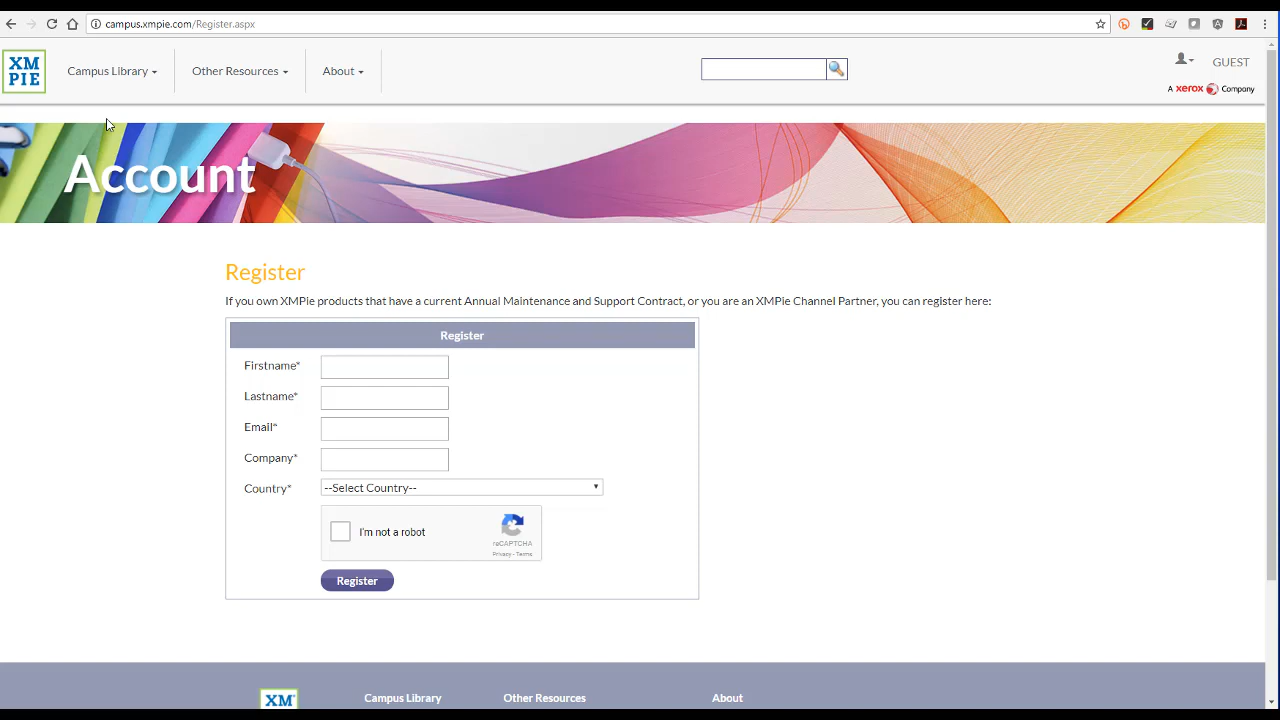 campus.xmpie.com/Register.aspx
XM
PIE
Campus Library
Other Resources
About
GUEST
A xerox Company
Account
Register
If you own XMPie products that have a current Annual Maintenance and Support Contract, or you are an XMPie Channel Partner, you can register here:
Register
Firstname*
Lastname*
Email*
Company*
Country*
--Select Country--
I'm not a robot
reCAPTCHA
Privacy - Terms
Register
XM
Campus Library
Other Resources
About